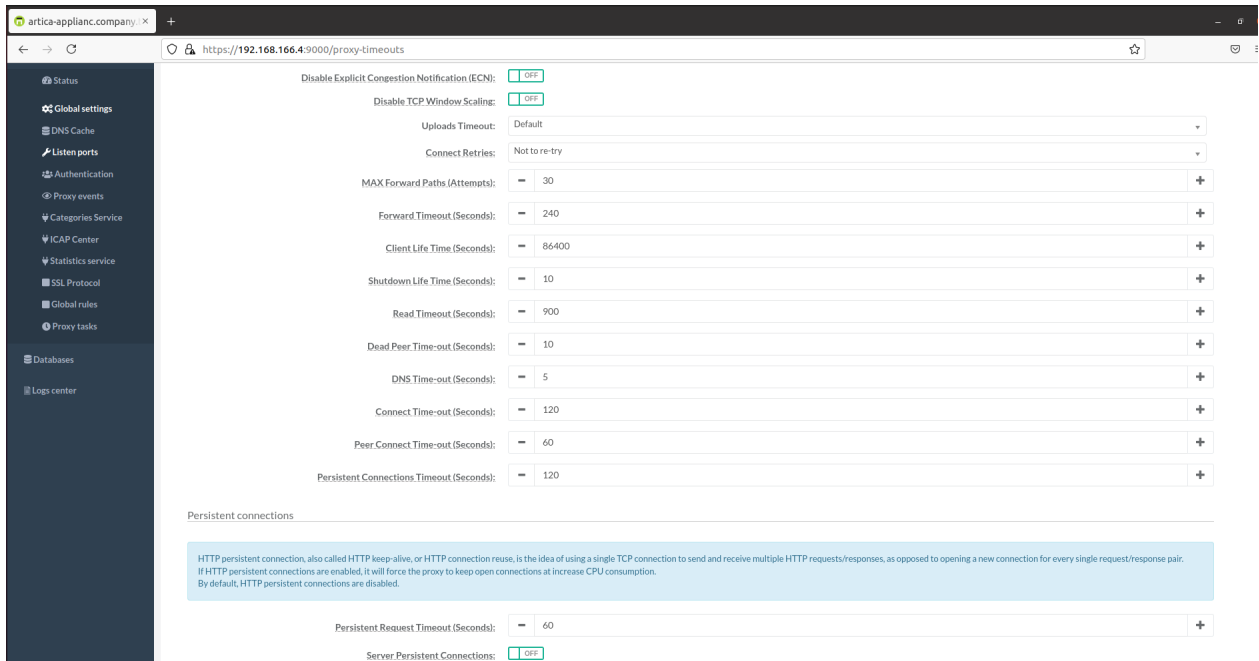 artica-applianc.company.
https://192.168.166.4:9000/proxy-timeouts
Status
Global settings
DNS Cache
Listen ports
Authentication
Proxy events
Categories Service
ICAP Center
Statistics service
SSL Protocol
Global rules
Proxy tasks
Databases
Logs center
Disable Explicit Congestion Notification (ECN): OFF
Disable TCP Window Scaling: OFF
Uploads Timeout: Default
Connect Retries: Not to re-try
MAX Forward Paths (Attempts): 30
Forward Timeout (Seconds): 240
Client Life Time (Seconds): 86400
Shutdown Life Time (Seconds): 10
Read Timeout (Seconds): 900
Dead Peer Time-out (Seconds): 10
DNS Time-out (Seconds): 5
Connect Time-out (Seconds): 120
Peer Connect Time-out (Seconds): 60
Persistent Connections Timeout (Seconds): 120
Persistent connections
HTTP persistent connection, also called HTTP keep-alive, or HTTP connection reuse, is the idea of using a single TCP connection to send and receive multiple HTTP requests/responses, as opposed to opening a new connection for every single request/response pair.
If HTTP persistent connections are enabled, it will force the proxy to keep open connections at increase CPU consumption.
By default, HTTP persistent connections are disabled.
Persistent Request Timeout (Seconds): 60
Server Persistent Connections: OFF